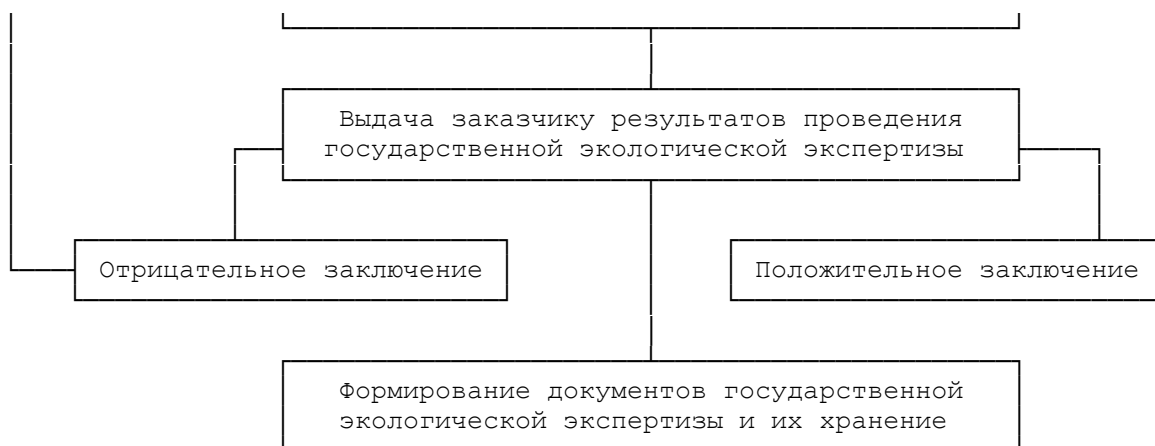 Выдача заказчику результатов проведения
государственной экологической экспертизы
Отрицательное заключение
Положительное заключение
Формирование документов государственной
экологической экспертизы и их хранение